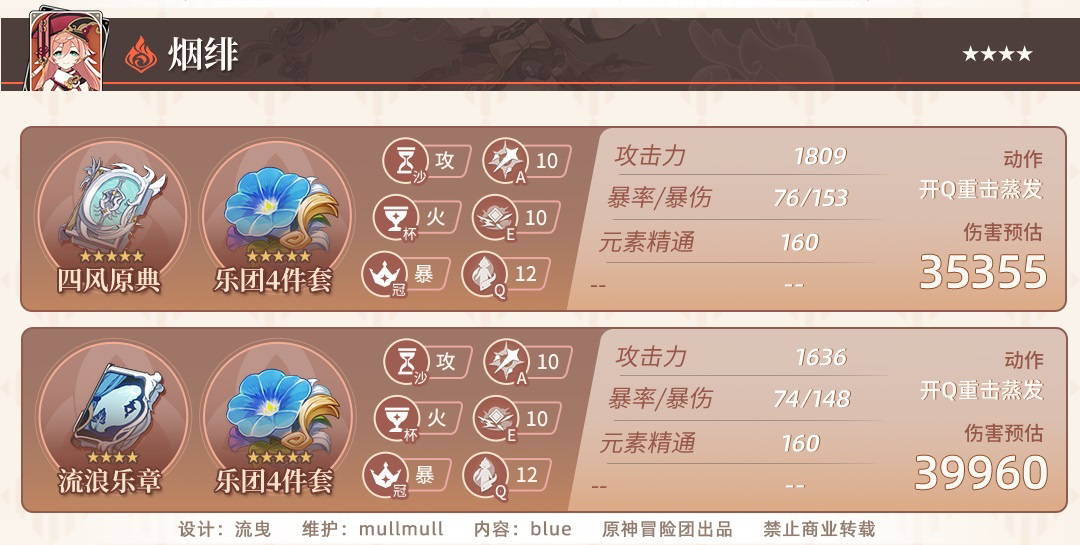 烟绯
★★★★
四风原典
乐团4件套
沙 攻
A 10
杯 火
E 10
冠 暴
Q 12
攻击力 1809
暴率/暴伤 76/153
元素精通 160
-- --
动作
开Q重击蒸发
伤害预估
35355
流浪乐章
乐团4件套
沙 攻
A 10
杯 火
E 10
冠 暴
Q 12
攻击力 1636
暴率/暴伤 74/148
元素精通 160
-- --
动作
开Q重击蒸发
伤害预估
39960
设计：流曳 维护：mullmull 内容：blue 原神冒险团出品 禁止商业转载